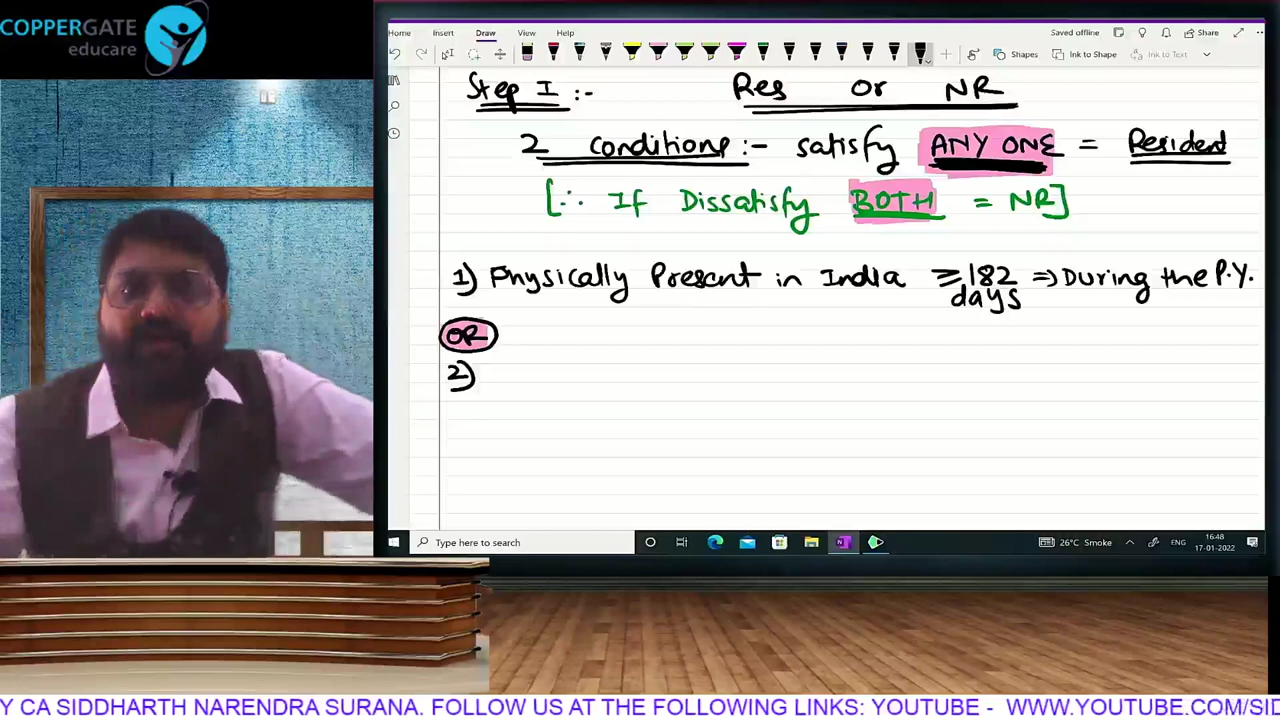 COPPERGATE
educare
Home Insert Draw View Help
Saved offline
Share
Shapes
Ink to Shape
Ink to Text
Step I :- Res Or NR
2 conditions :- satisfy ANY ONE = Resident
[∴ If Dissatisfy BOTH = NR]
1) Physically Present in India ≥ 182 days ⇒ During the P.Y.
OR
2)
Type here to search
26°C Smoke
ENG
16:48
17-01-2022
Y CA SIDDHARTH NARENDRA SURANA. FOLLOW US AT THE FOLLOWING LINKS: YOUTUBE - WWW.YOUTUBE.COM/SID